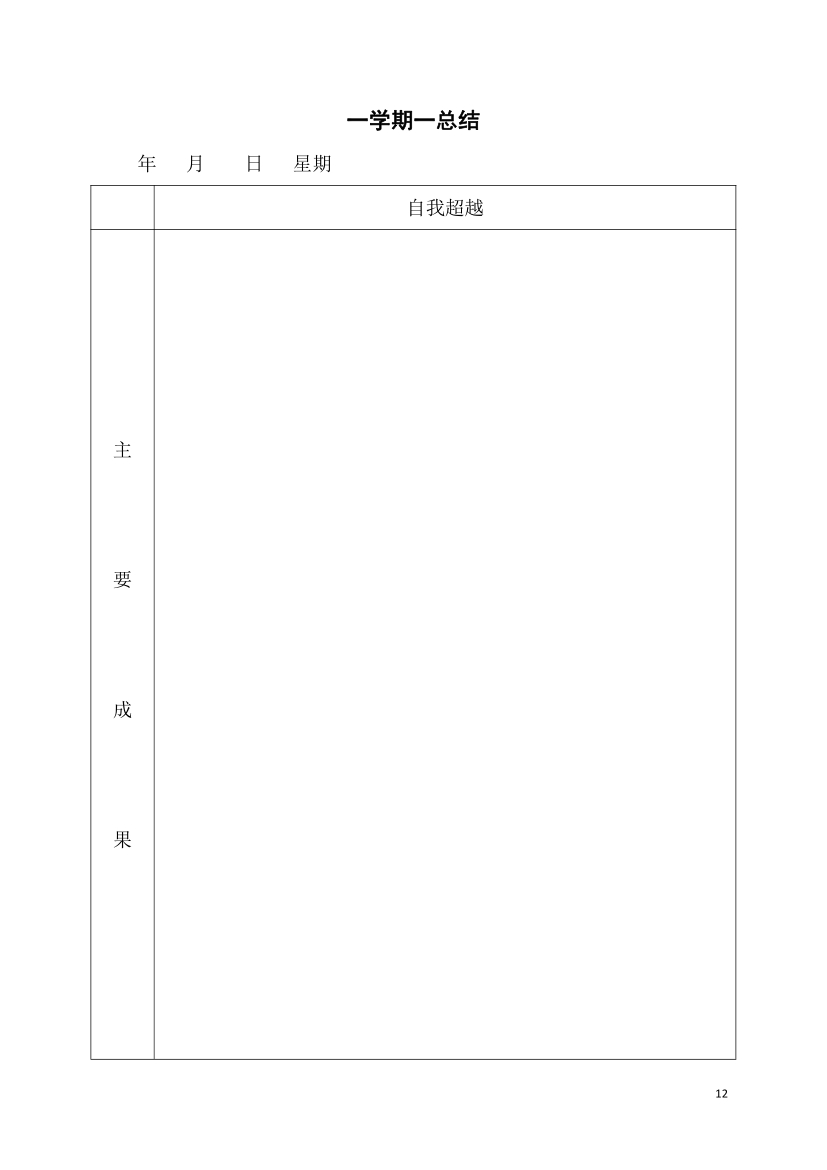 一学期一总结
年 月 日 星期
自我超越
主
要
成
果
12